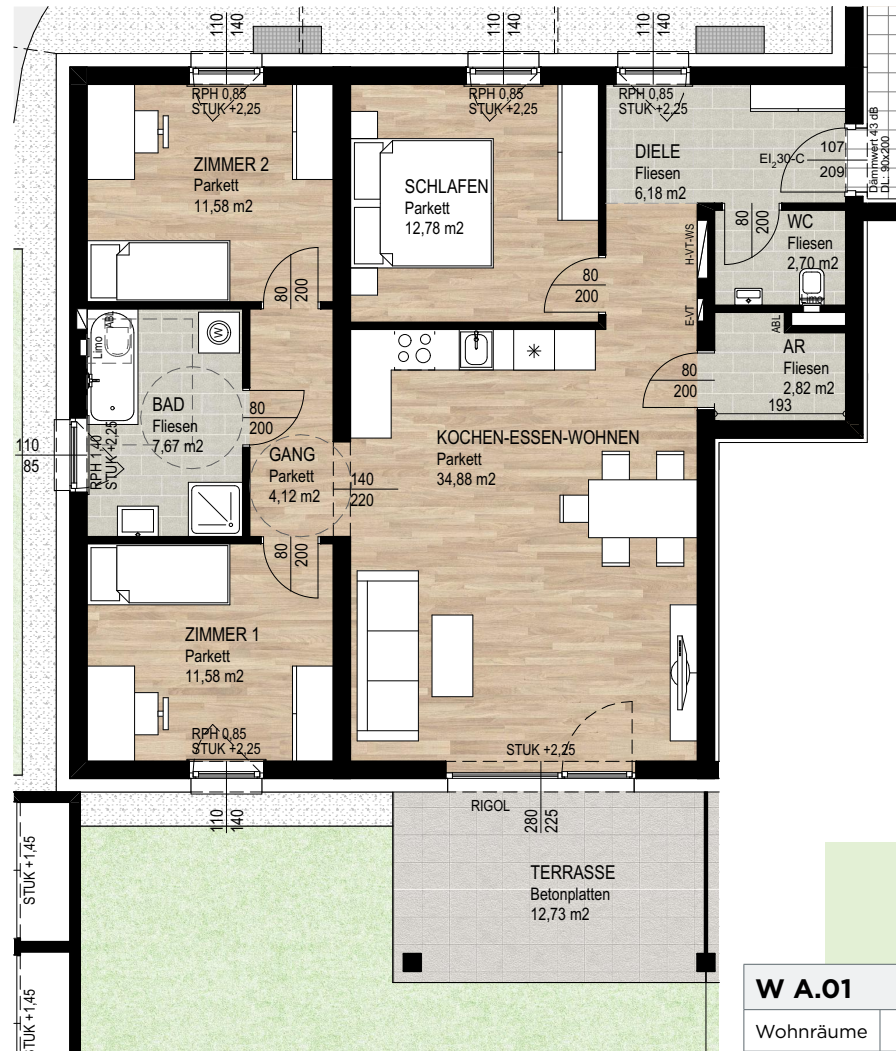 110
140
110
140
110
140
RPH 0,85
STUK +2,25
RPH 0,85
STUK +2,25
RPH 0,85
STUK +2,25
ZIMMER 2
Parkett
11,58 m2
SCHLAFEN
Parkett
12,78 m2
DIELE
Fliesen
6,18 m2
EI₂30-C
107
209
Dämmwert 43 dB
DL: 90x200
80
200
WC
Fliesen
2,70 m2
Limo
H-VT-WS
E-VT
80
200
80
200
ABL
Limo
W
BAD
Fliesen
7,67 m2
80
200
110
85
RPH 1,40
STUK +2,25
GANG
Parkett
4,12 m2
140
220
KOCHEN-ESSEN-WOHNEN
Parkett
34,88 m2
ABL
AR
Fliesen
2,82 m2
193
80
200
80
200
ZIMMER 1
Parkett
11,58 m2
RPH 0,85
STUK +2,25
110
140
STUK +2,25
RIGOL
280
225
TERRASSE
Betonplatten
12,73 m2
STUK +1,45
STUK +1,45
W A.01
Wohnräume